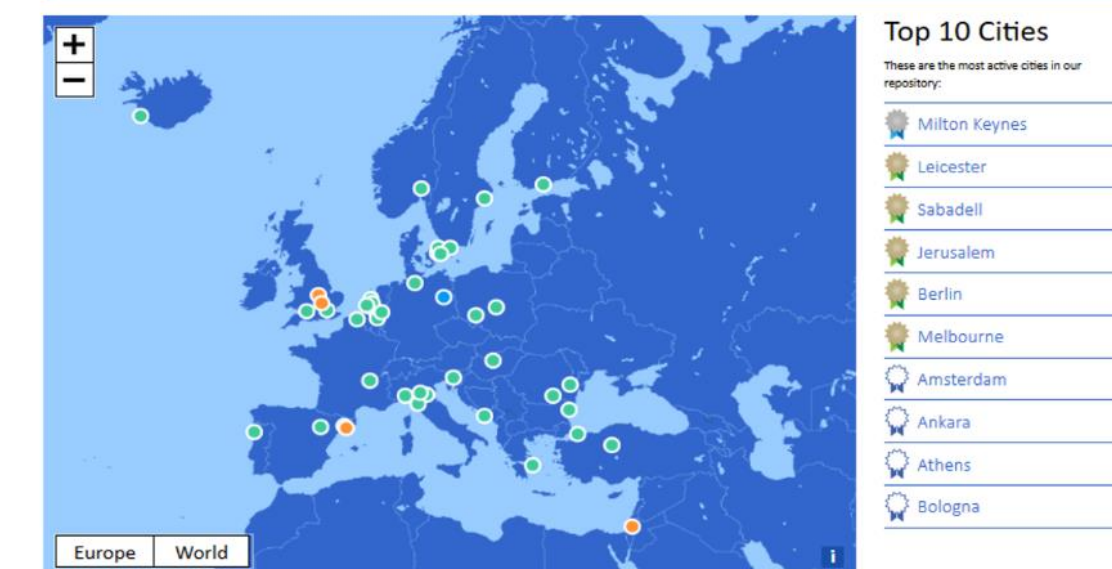 +
−
Europe
World
i
Top 10 Cities
These are the most active cities in our
repository:
Milton Keynes
Leicester
Sabadell
Jerusalem
Berlin
Melbourne
Amsterdam
Ankara
Athens
Bologna